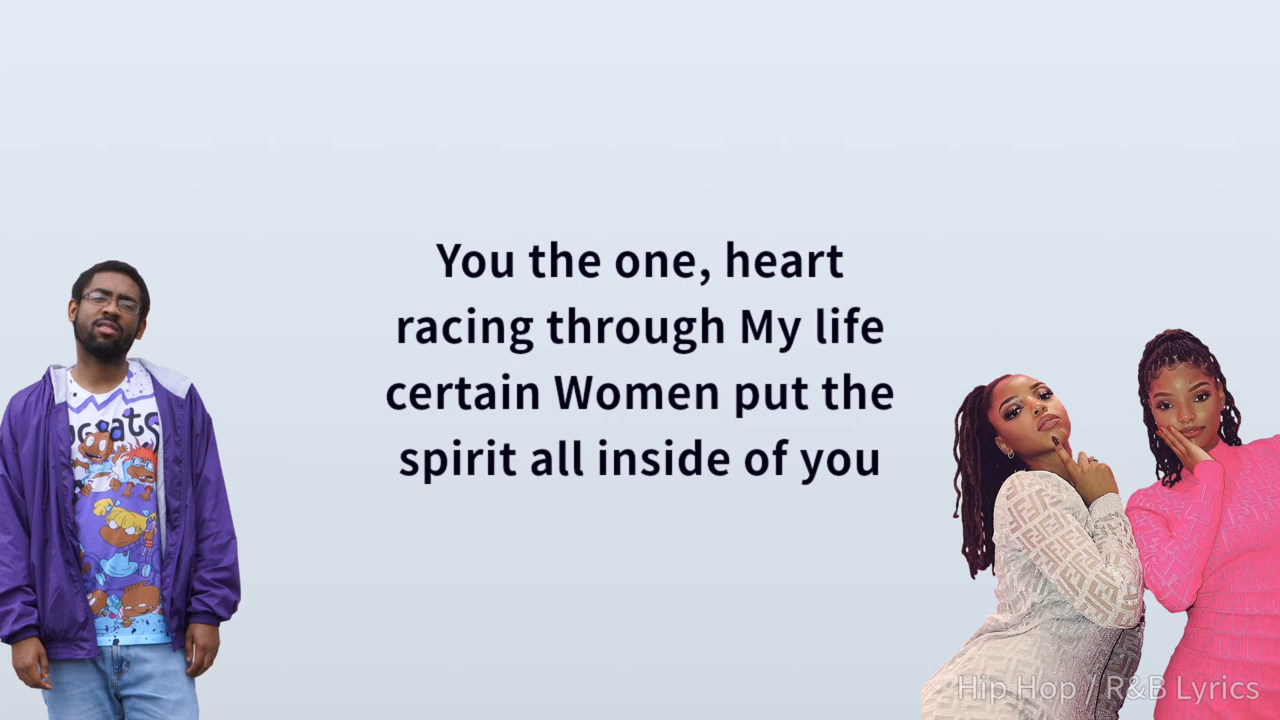 You the one, heart
racing through My life
certain Women put the
spirit all inside of you
Hip Hop / R&B Lyrics